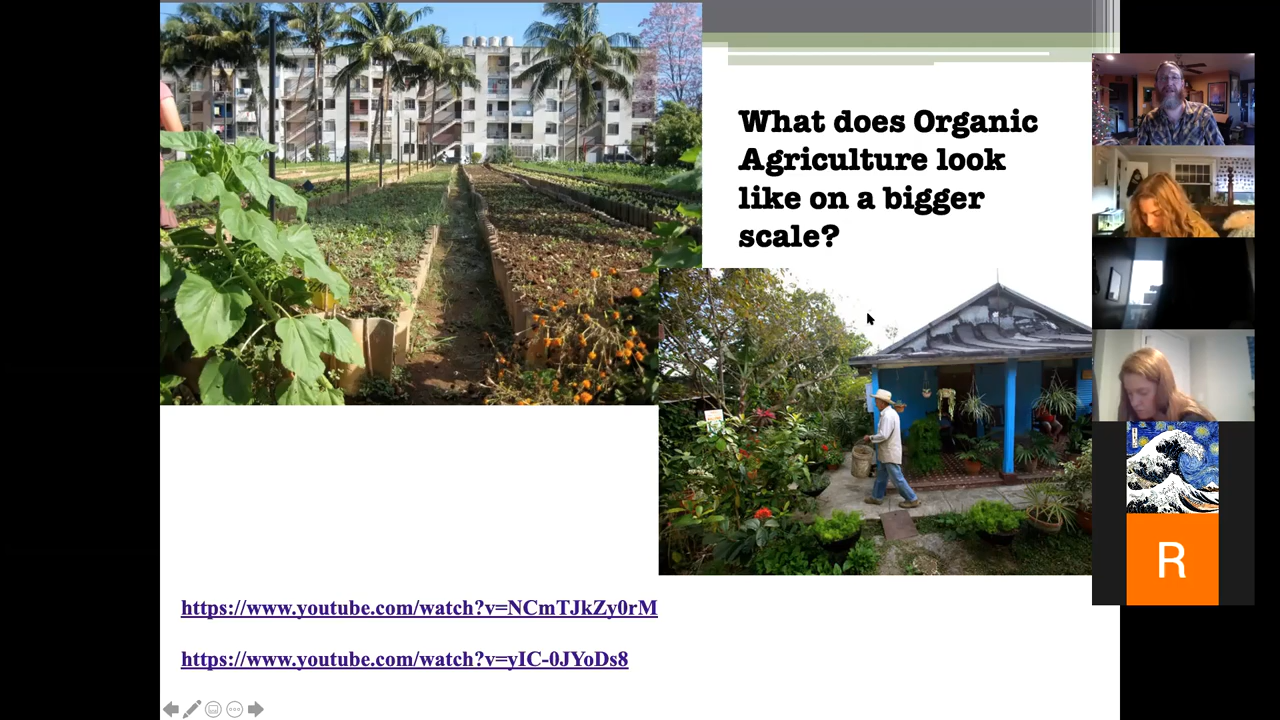 What does Organic
Agriculture look
like on a bigger
scale?
https://www.youtube.com/watch?v=NCmTJkZy0rM
https://www.youtube.com/watch?v=yIC-0JYoDs8
R